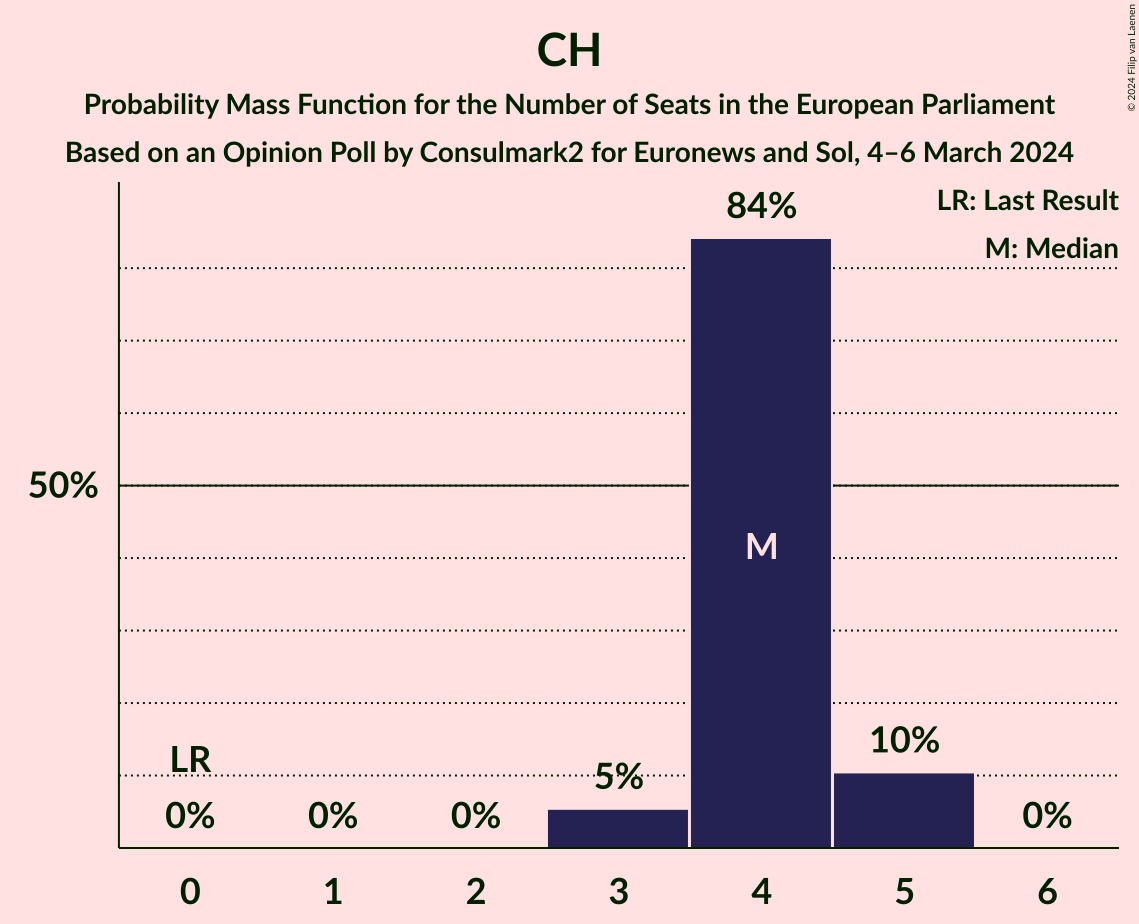 CH
Probability Mass Function for the Number of Seats in the European Parliament
Based on an Opinion Poll by Consulmark2 for Euronews and Sol, 4–6 March 2024
© 2024 Filip van Laenen
LR: Last Result
M: Median
84%
50%
M
LR
0%
0%
0%
5%
10%
0%
0 1 2 3 4 5 6